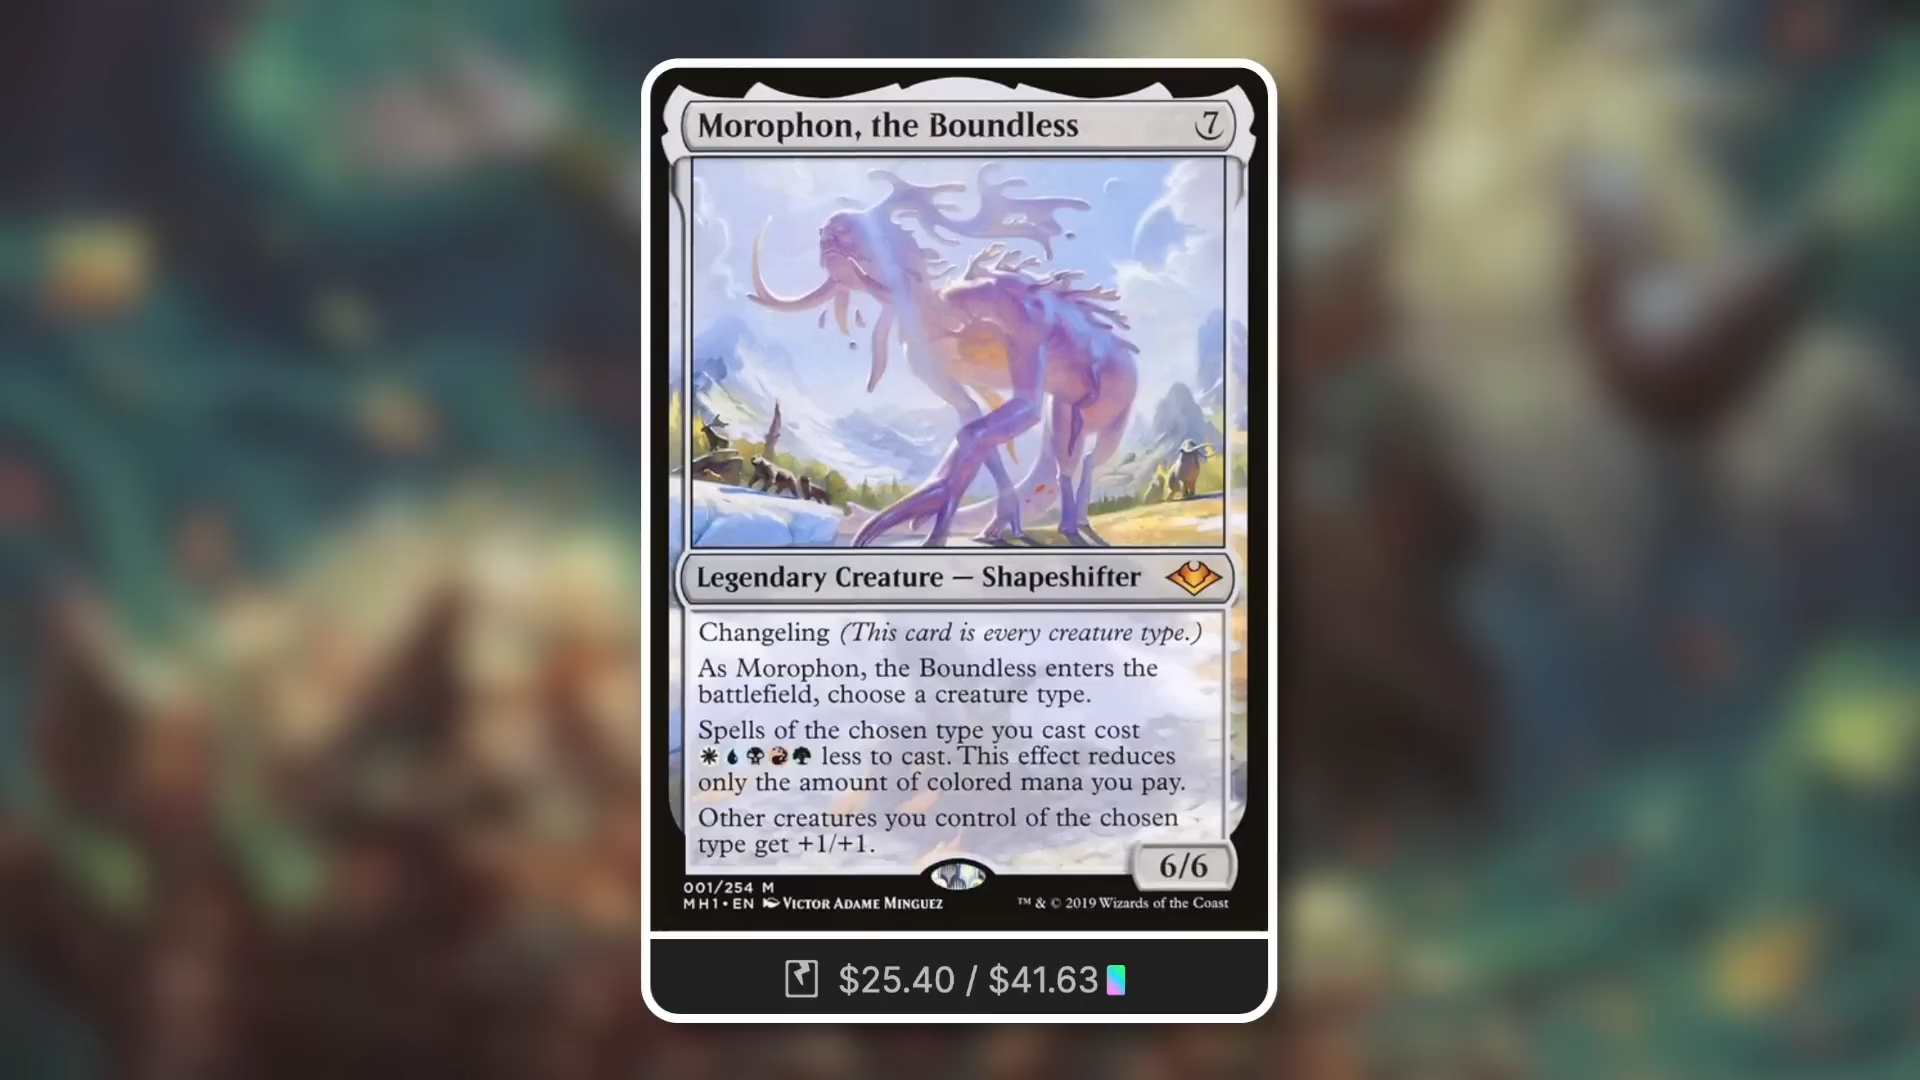 Morophon, the Boundless 7
Legendary Creature — Shapeshifter
Changeling (This card is every creature type.)
As Morophon, the Boundless enters the
battlefield, choose a creature type.
Spells of the chosen type you cast cost
less to cast. This effect reduces
only the amount of colored mana you pay.
Other creatures you control of the chosen
type get +1/+1.
6/6
001/254 M
MH1 • EN VICTOR ADAME MINGUEZ
™ & © 2019 Wizards of the Coast
$25.40 / $41.63